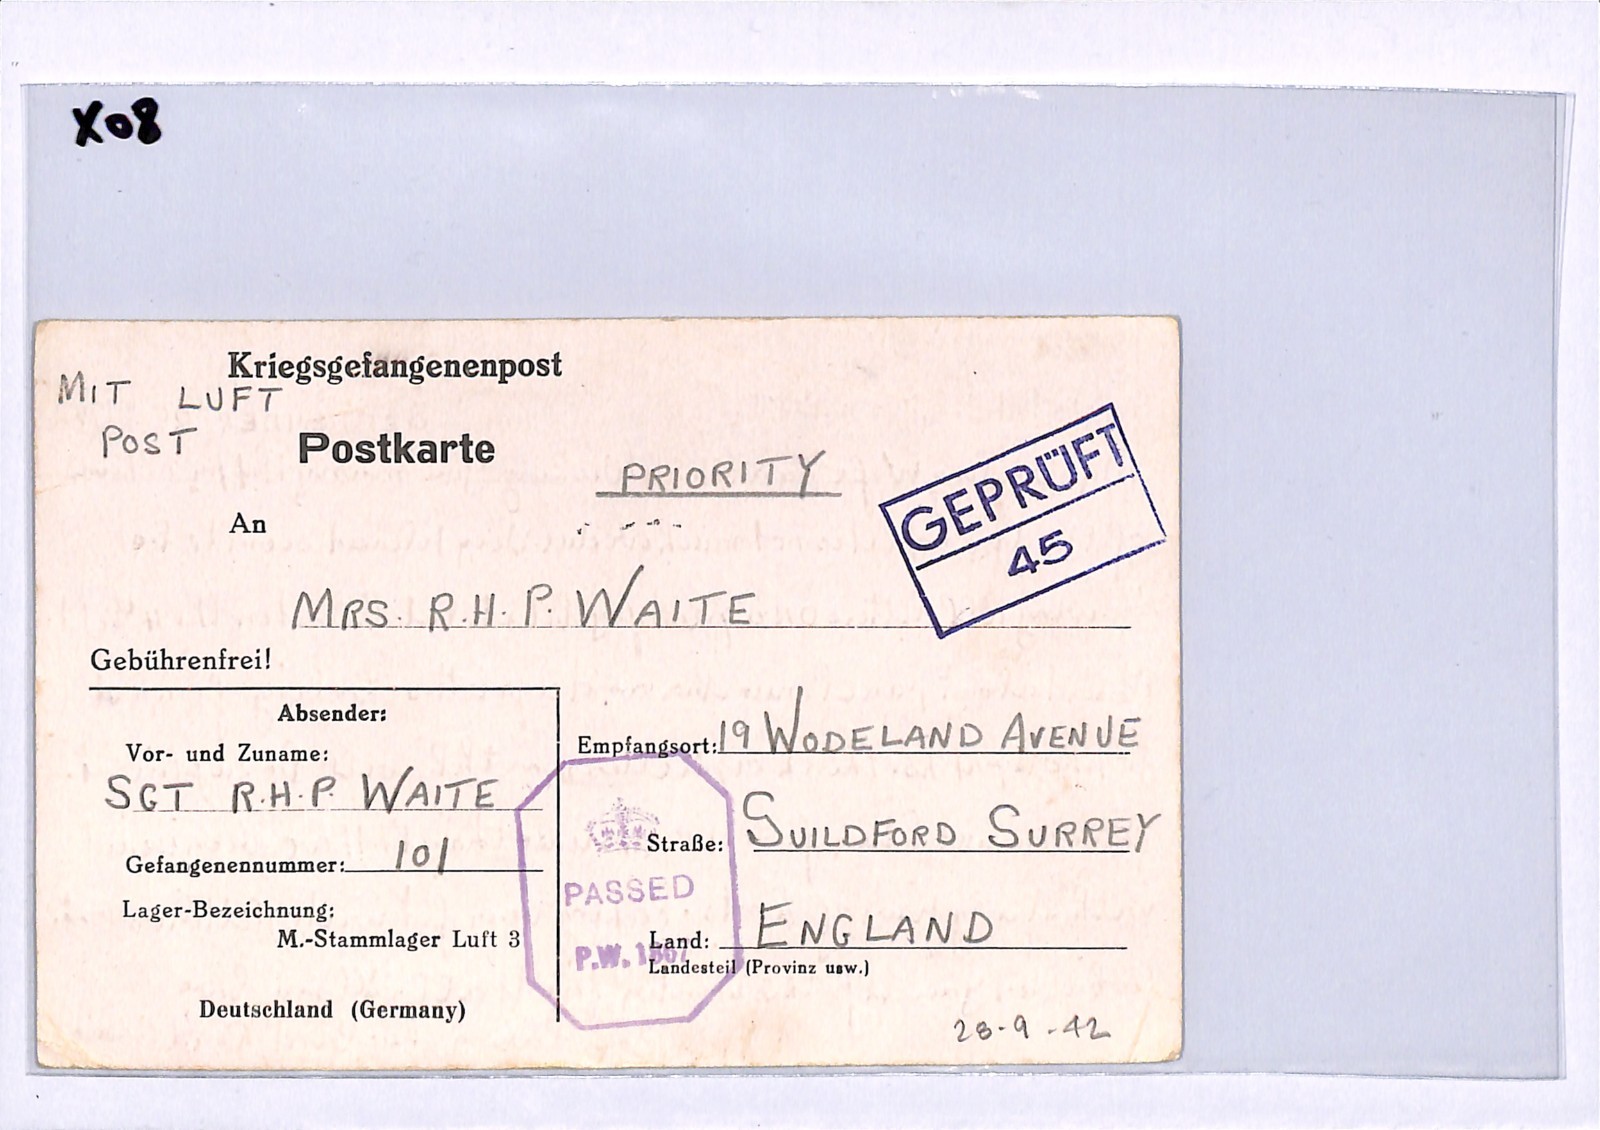 X08
Kriegsgefangenenpost
MIT LUFT
POST
Postkarte
PRIORITY
GEPRÜFT
45
An
MRS. R.H.P. WAITE
Gebührenfrei!
Absender:
Vor- und Zuname:
SGT R.H.P. WAITE
Gefangenennummer: 101
Lager-Bezeichnung:
M.-Stammlager Luft 3
Deutschland (Germany)
Empfangsort: 19 WODELAND AVENUE
Straße: GUILDFORD SURREY
PASSED
P.W. 1867
Land: ENGLAND
Landesteil (Provinz usw.)
28-9-42